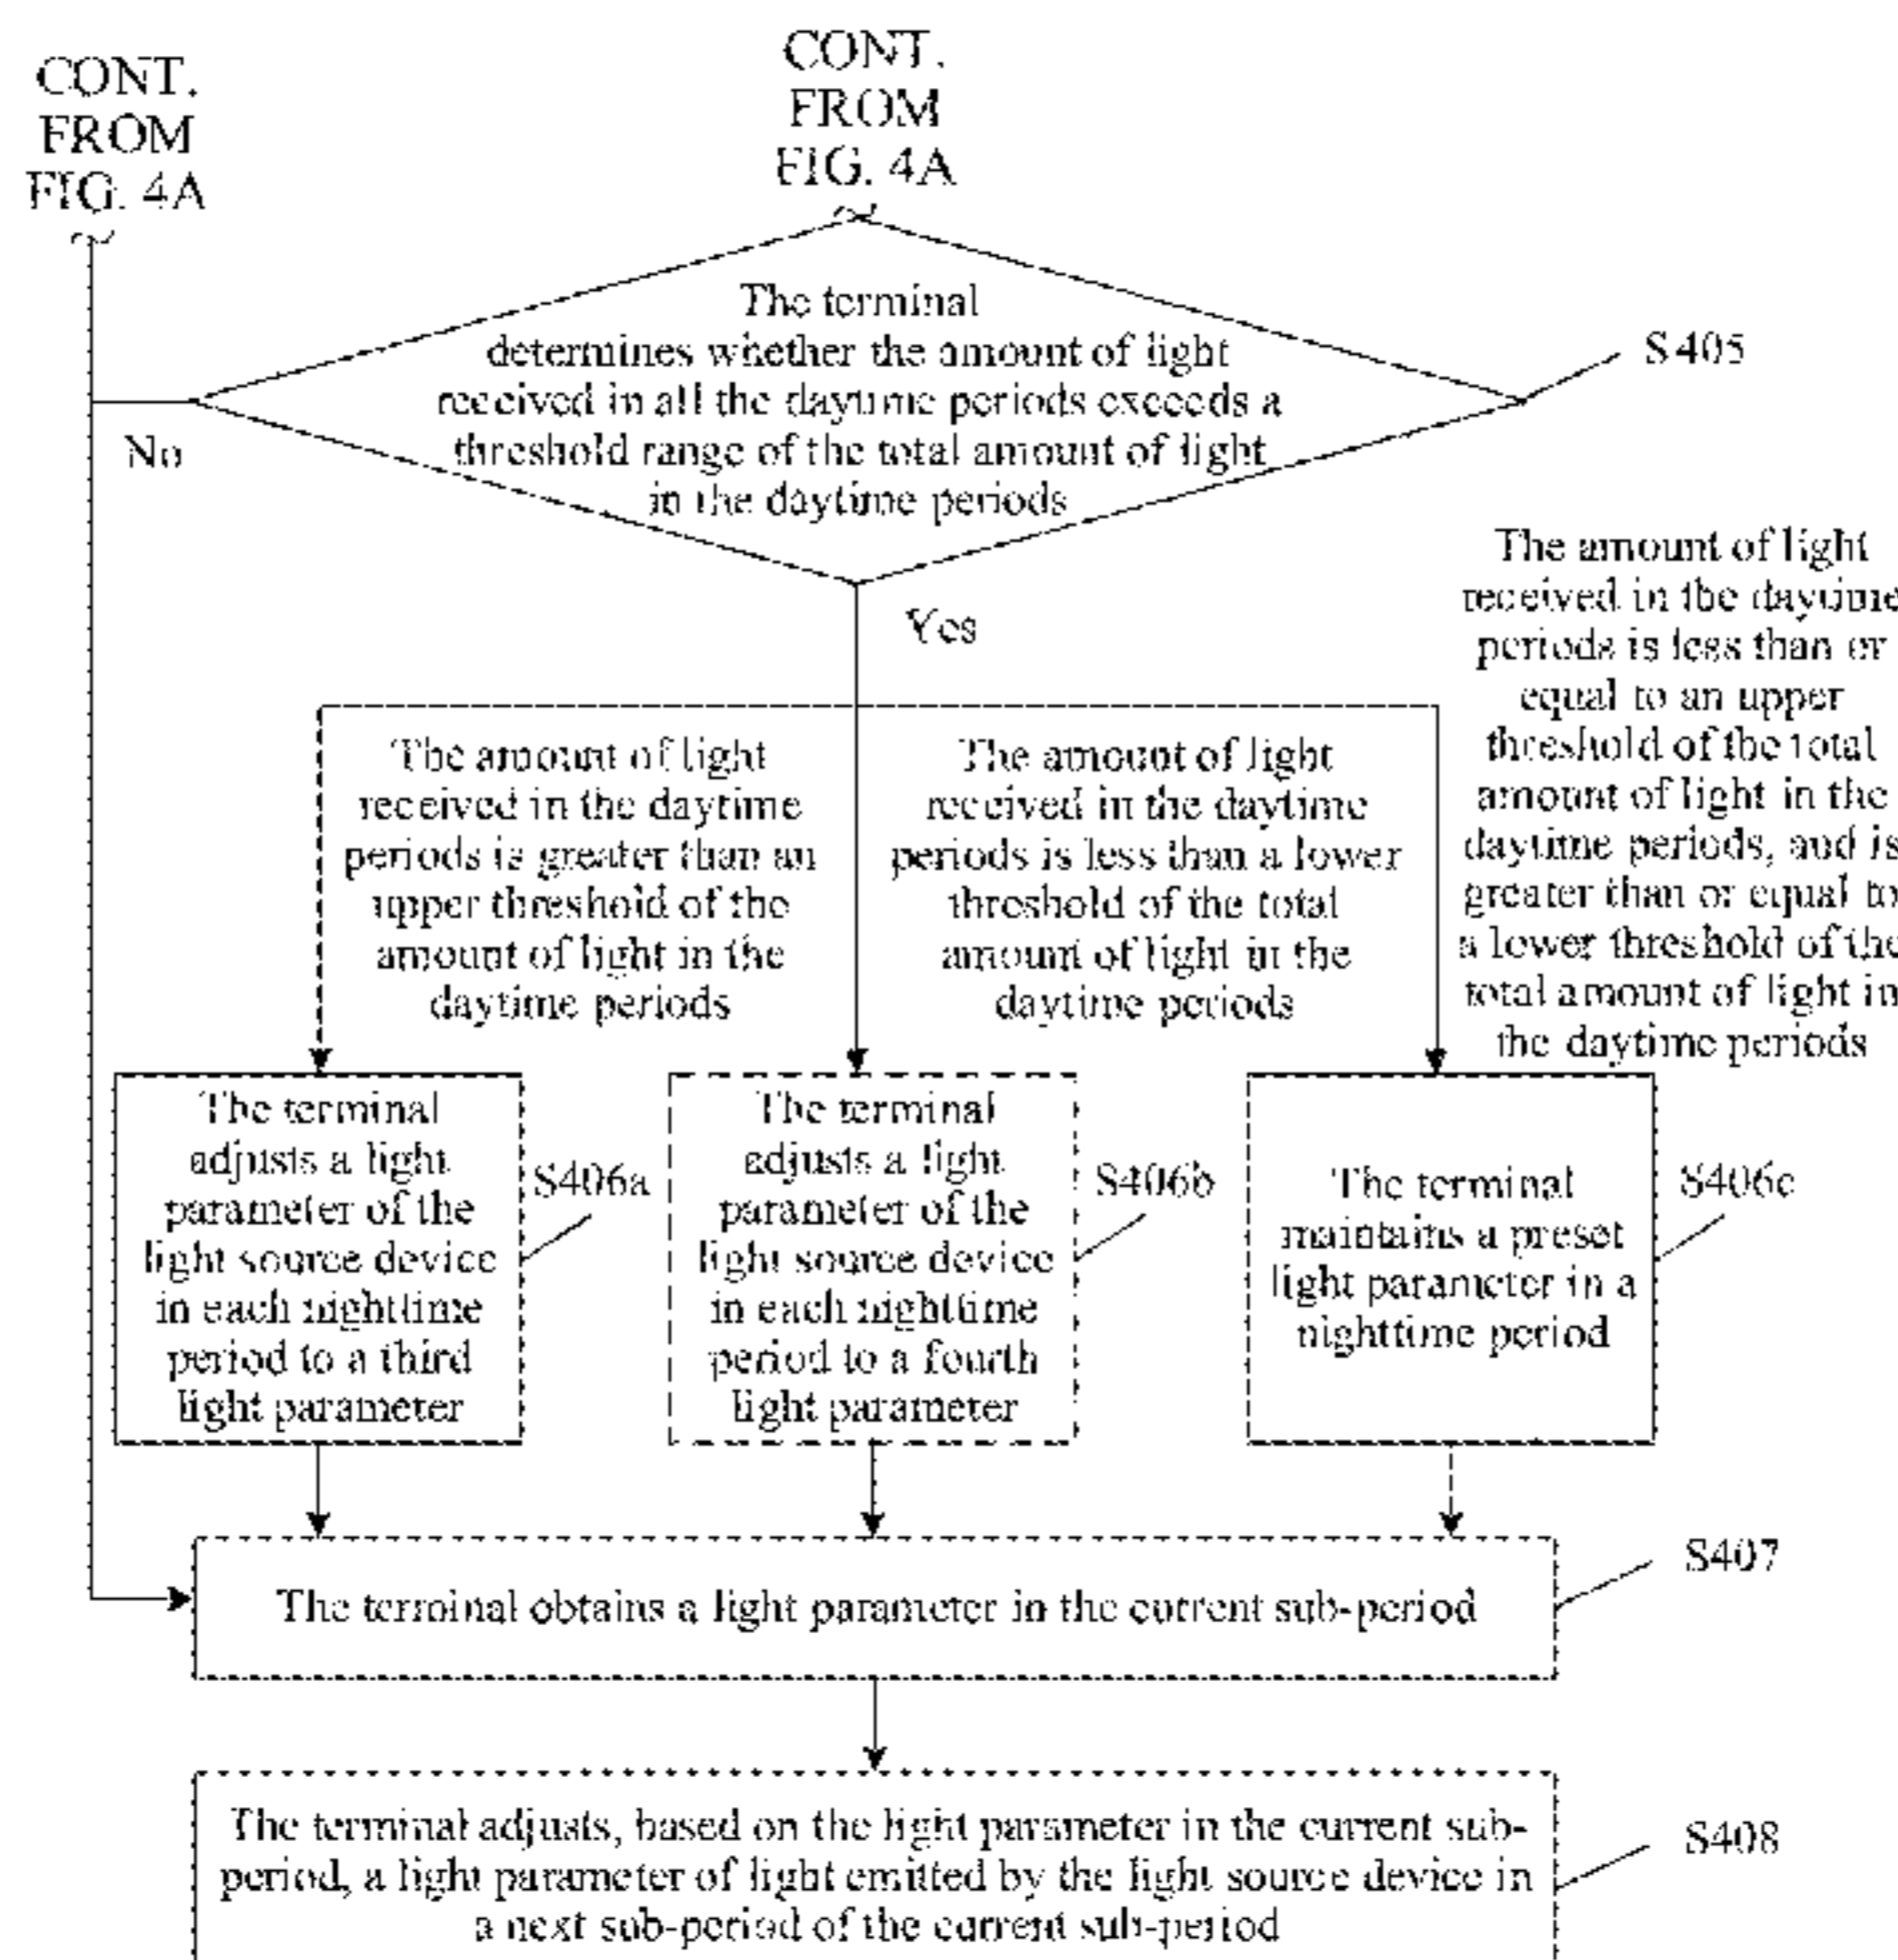 CONT.
FROM
FIG. 4A
CONT.
FROM
FIG. 4A
The terminal
determines whether the amount of light
received in all the daytime periods exceeds a
threshold range of the total amount of light
in the daytime periods
S405
No
Yes
The amount of light
received in the daytime
periods is greater than an
upper threshold of the
amount of light in the
daytime periods
The amount of light
received in the daytime
periods is less than a lower
threshold of the total
amount of light in the
daytime periods
The amount of light
received in the daytime
periods is less than or
equal to an upper
threshold of the total
amount of light in the
daytime periods, and is
greater than or equal to
a lower threshold of the
total amount of light in
the daytime periods
The terminal
adjusts a light
parameter of the
light source device
in each nighttime
period to a third
light parameter
S406a
The terminal
adjusts a light
parameter of the
light source device
in each nighttime
period to a fourth
light parameter
S406b
The terminal
maintains a preset
light parameter in a
nighttime period
S406c
The terminal obtains a light parameter in the current sub-period
S407
The terminal adjusts, based on the light parameter in the current sub-
period, a light parameter of light emitted by the light source device in
a next sub-period of the current sub-period
S408